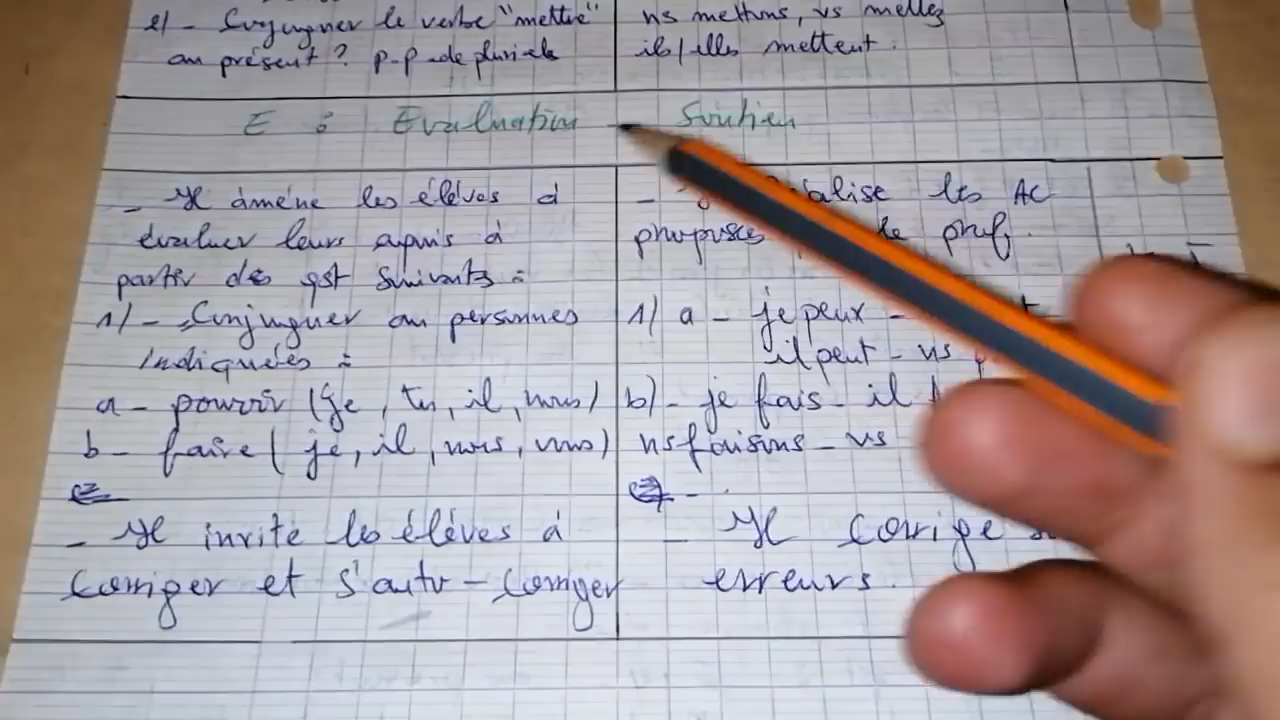 2/ - Conjuguer le verbe "mettre"
au présent ? p-p de pluriels
ns mettons, vs mettez
ils/elles mettent.
E : Evaluation - Soutien
- Il amène les élèves à
évaluer leurs aquis à
partir des qst suivants :
1/ - Conjuguer au personnes
indiquées :
a - pouvoir (je, tu, il, nous)
b - faire ( je, il, nous, vous)
- Il invite les élèves à
corriger et s'auto-corriger
les AC
proposées le prof.
1/ a - je peux -
il peut - vs
b) - je fais - il
ns faisons - vs
- Il corrige
erreurs.